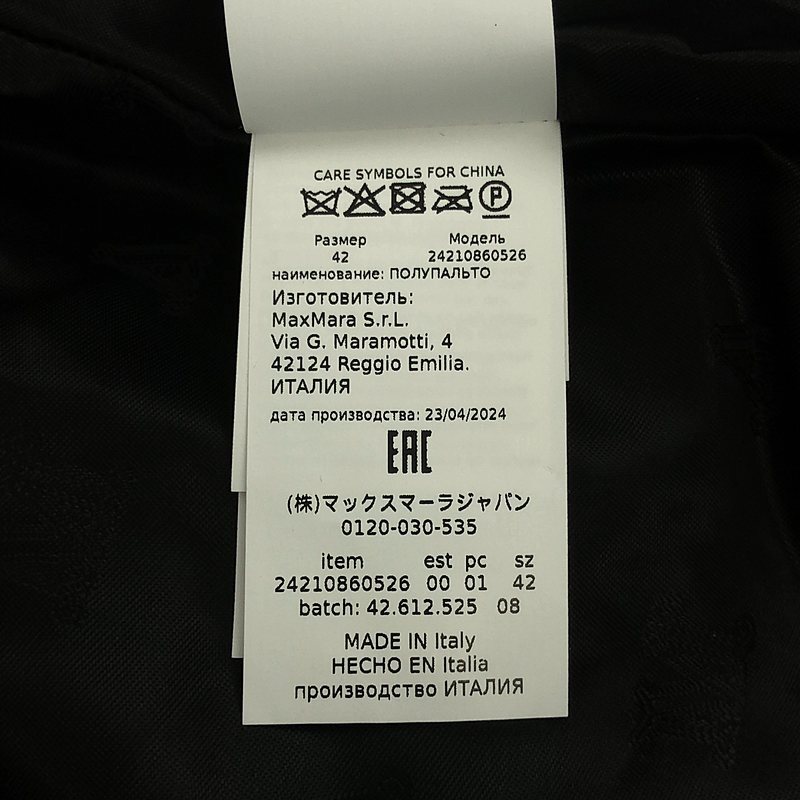 CARE SYMBOLS FOR CHINA
P
Размер Модель
42 24210860526
наименование: ПОЛУПАЛЬТО
Изготовитель:
MaxMara S.r.L.
Via G. Maramotti, 4
42124 Reggio Emilia.
ИТАЛИЯ
дата производства: 23/04/2024
EAC
(株)マックスマーラジャパン
0120-030-535
item est pc sz
24210860526 00 01 42
batch: 42.612.525 08
MADE IN Italy
HECHO EN Italia
производство ИТАЛИЯ